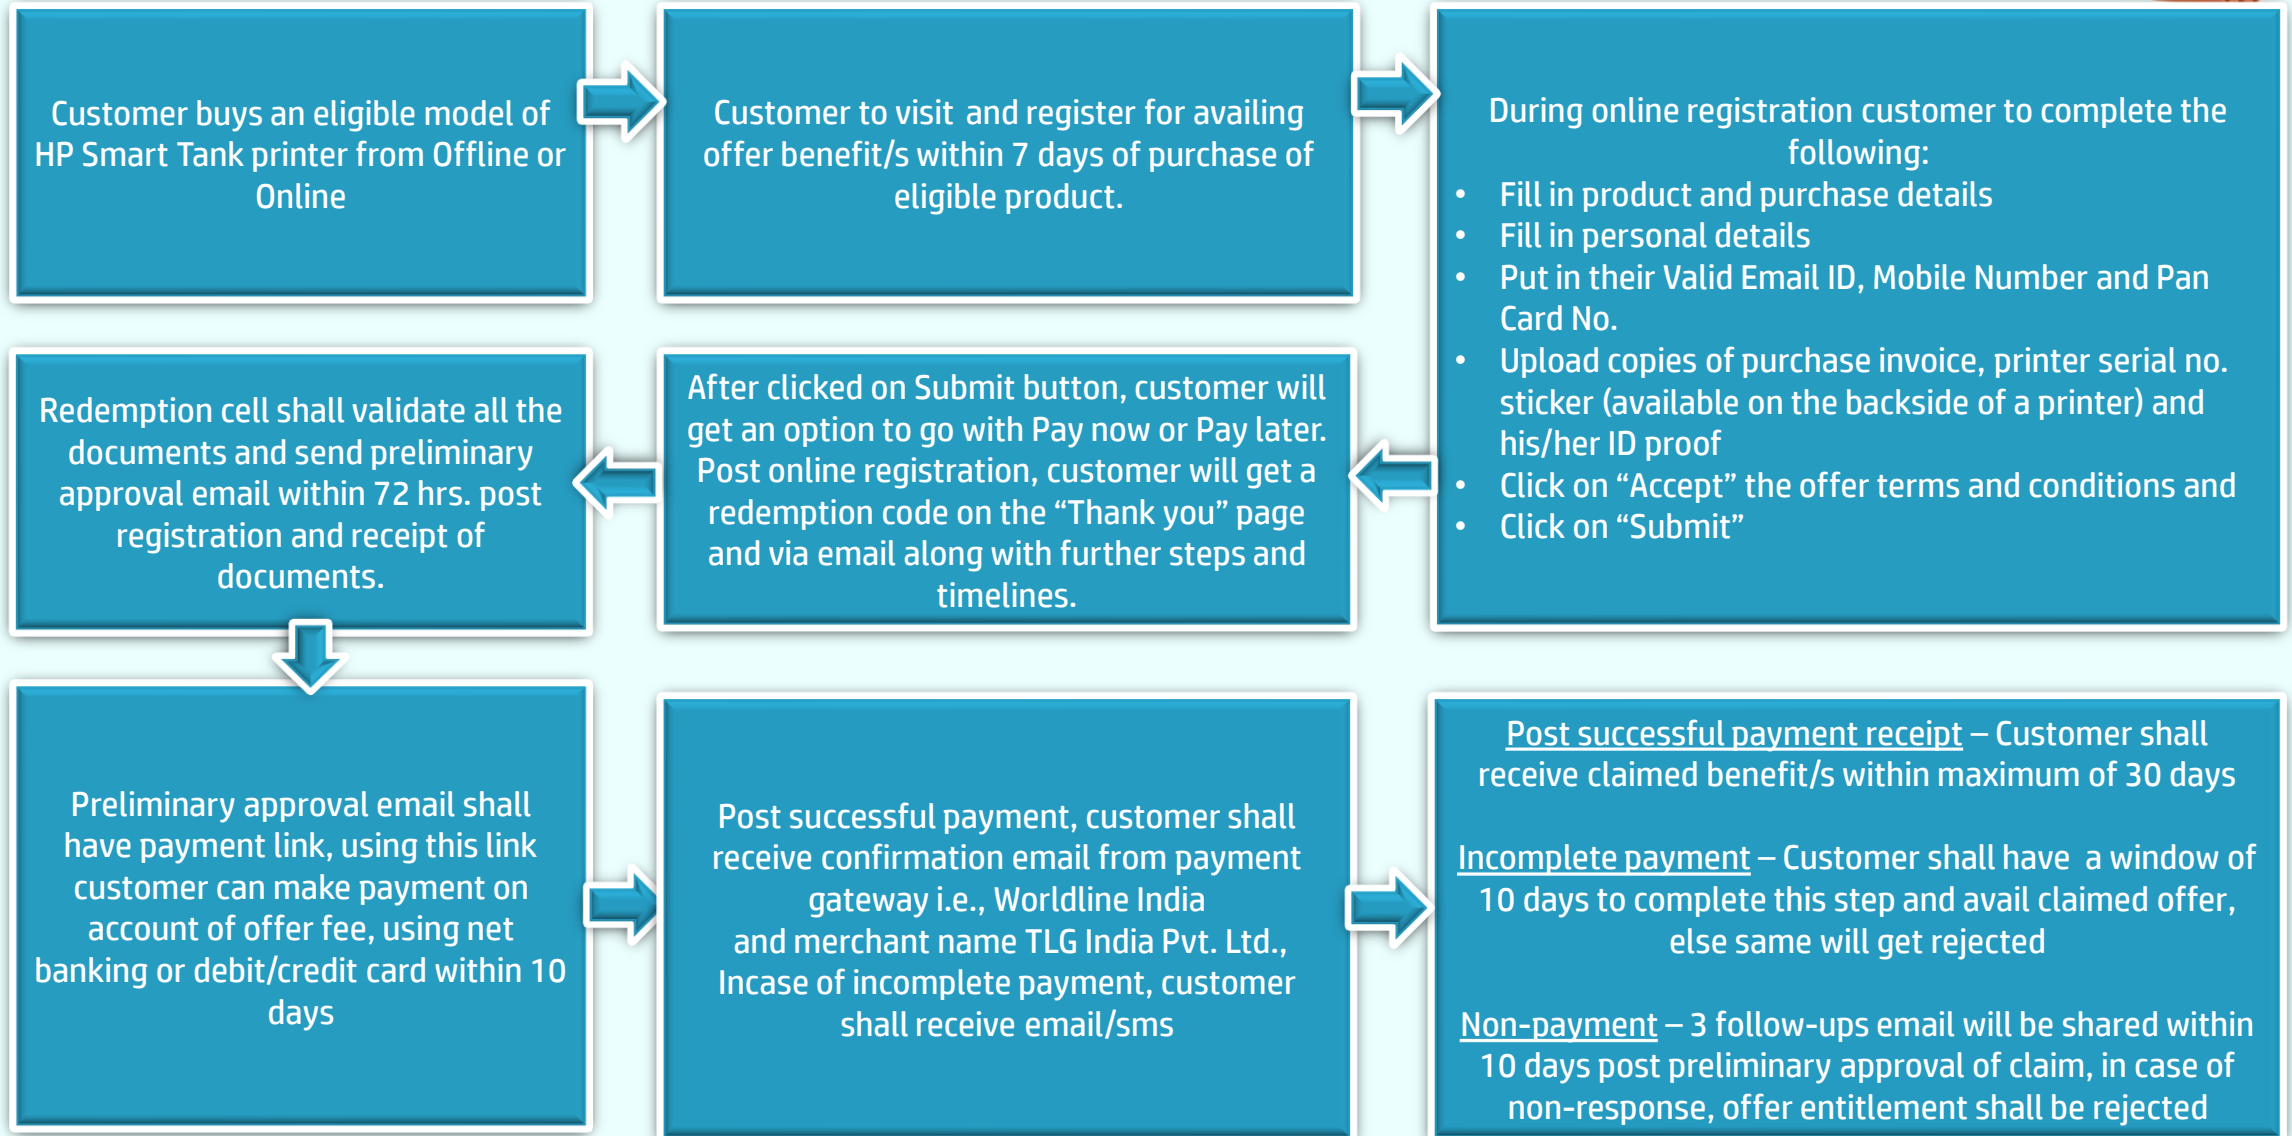 Customer buys an eligible model of
HP Smart Tank printer from Offline or
Online
Customer to visit and register for availing
offer benefit/s within 7 days of purchase of
eligible product.
During online registration customer to complete the
following:
• Fill in product and purchase details
• Fill in personal details
• Put in their Valid Email ID, Mobile Number and Pan
Card No.
• Upload copies of purchase invoice, printer serial no.
sticker (available on the backside of a printer) and
his/her ID proof
• Click on “Accept” the offer terms and conditions and
• Click on “Submit”
After clicked on Submit button, customer will
get an option to go with Pay now or Pay later.
Post online registration, customer will get a
redemption code on the “Thank you” page
and via email along with further steps and
timelines.
Redemption cell shall validate all the
documents and send preliminary
approval email within 72 hrs. post
registration and receipt of
documents.
Preliminary approval email shall
have payment link, using this link
customer can make payment on
account of offer fee, using net
banking or debit/credit card within 10
days
Post successful payment, customer shall
receive confirmation email from payment
gateway i.e., Worldline India
and merchant name TLG India Pvt. Ltd.,
Incase of incomplete payment, customer
shall receive email/sms
Post successful payment receipt – Customer shall
receive claimed benefit/s within maximum of 30 days
Incomplete payment – Customer shall have a window of
10 days to complete this step and avail claimed offer,
else same will get rejected
Non-payment – 3 follow-ups email will be shared within
10 days post preliminary approval of claim, in case of
non-response, offer entitlement shall be rejected